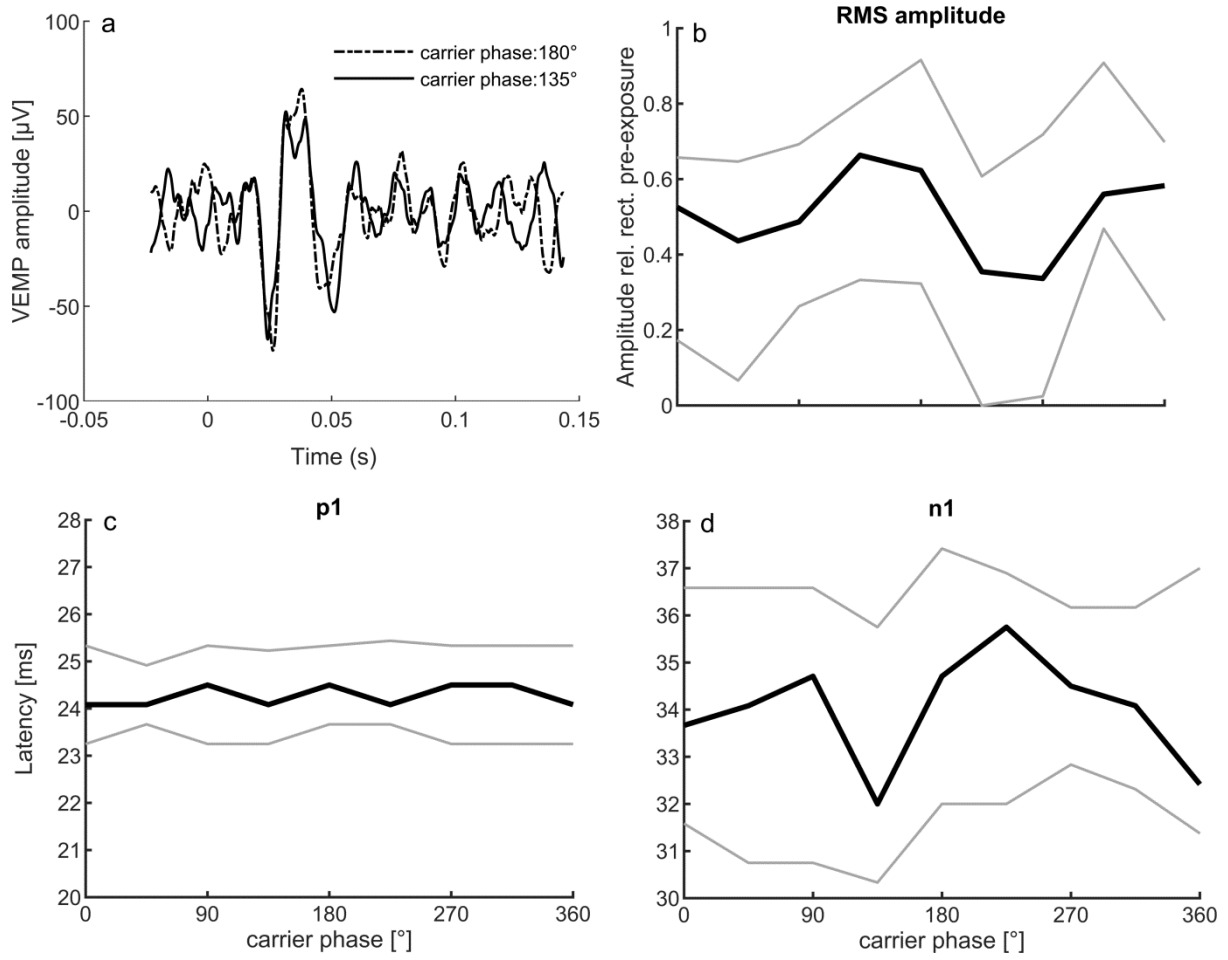 a
100
50
0
-50
-100
VEMP amplitude [µV]
carrier phase:180°
carrier phase:135°
-0.05
0
0.05
0.1
0.15
Time (s)
RMS amplitude
b
1
0.8
0.6
0.4
0.2
0
Amplitude rel. rect. pre-exposure
p1
c
28
27
26
25
24
23
22
21
20
Latency [ms]
0
90
180
270
360
carrier phase [°]
n1
d
38
37
36
35
34
33
32
31
30
0
90
180
270
360
carrier phase [°]